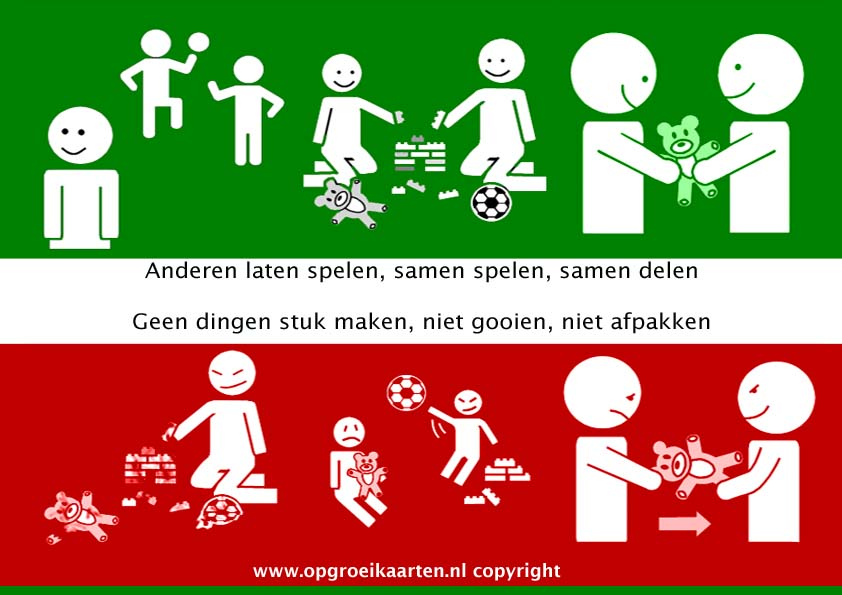 Anderen laten spelen, samen spelen, samen delen
Geen dingen stuk maken, niet gooien, niet afpakken
www.opgroeikaarten.nl copyright